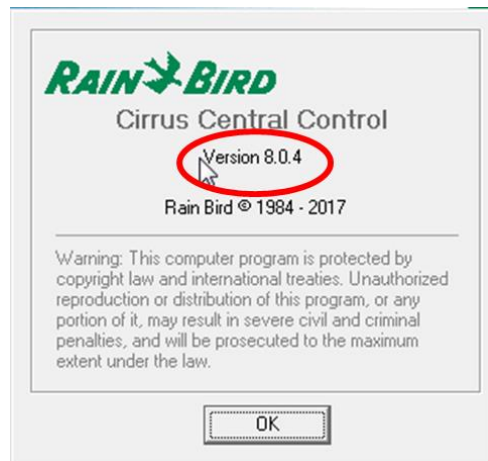 RAIN BIRD
Cirrus Central Control
Version 8.0.4
Rain Bird © 1984 - 2017
Warning: This computer program is protected by
copyright law and international treaties. Unauthorized
reproduction or distribution of this program, or any
portion of it, may result in severe civil and criminal
penalties, and will be prosecuted to the maximum
extent under the law.
OK